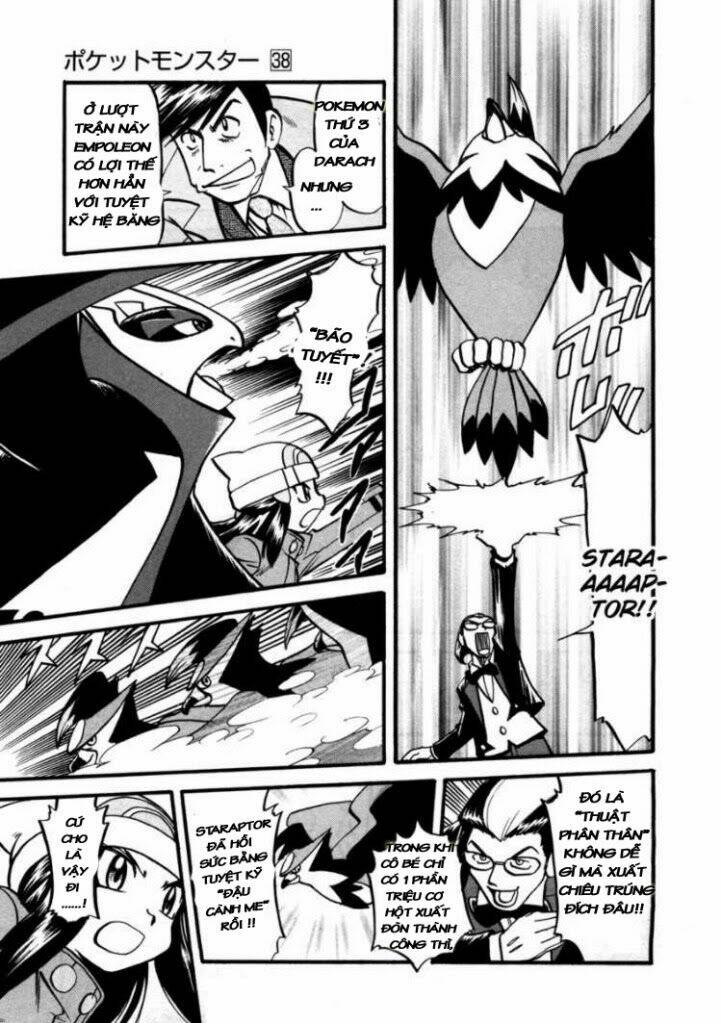 ポケットモンスター 38
STARA-
AAAAP-
TOR!!
POKEMON
THỨ 3
CỦA
DARACH
NHƯNG
...
Ở LƯỢT
TRẬN NÀY
EMPOLEON
CÓ LỢI THẾ
HƠN HẲN
VỚI TUYỆT
KỸ HỆ BĂNG
"BÃO
TUYẾT"
!!!
ĐÓ LÀ
"THUẬT
PHÂN THÂN"
KHÔNG DỄ
GÌ MÀ XUẤT
CHIÊU TRÚNG
ĐÍCH ĐÂU!!
TRONG KHI
CÔ BÉ CHỈ
CÓ 1 PHẦN
TRIỆU CƠ
HỘT XUẤT
ĐÒN THÀNH
CÔNG THÌ,
STARAPTOR
ĐÃ HỒI
SỨC BẰNG
TUYỆT KỸ
"ĐẬU
CÀNH ME"
RỒI !!
CỨ
CHO LÀ
VẬY
ĐI
......!